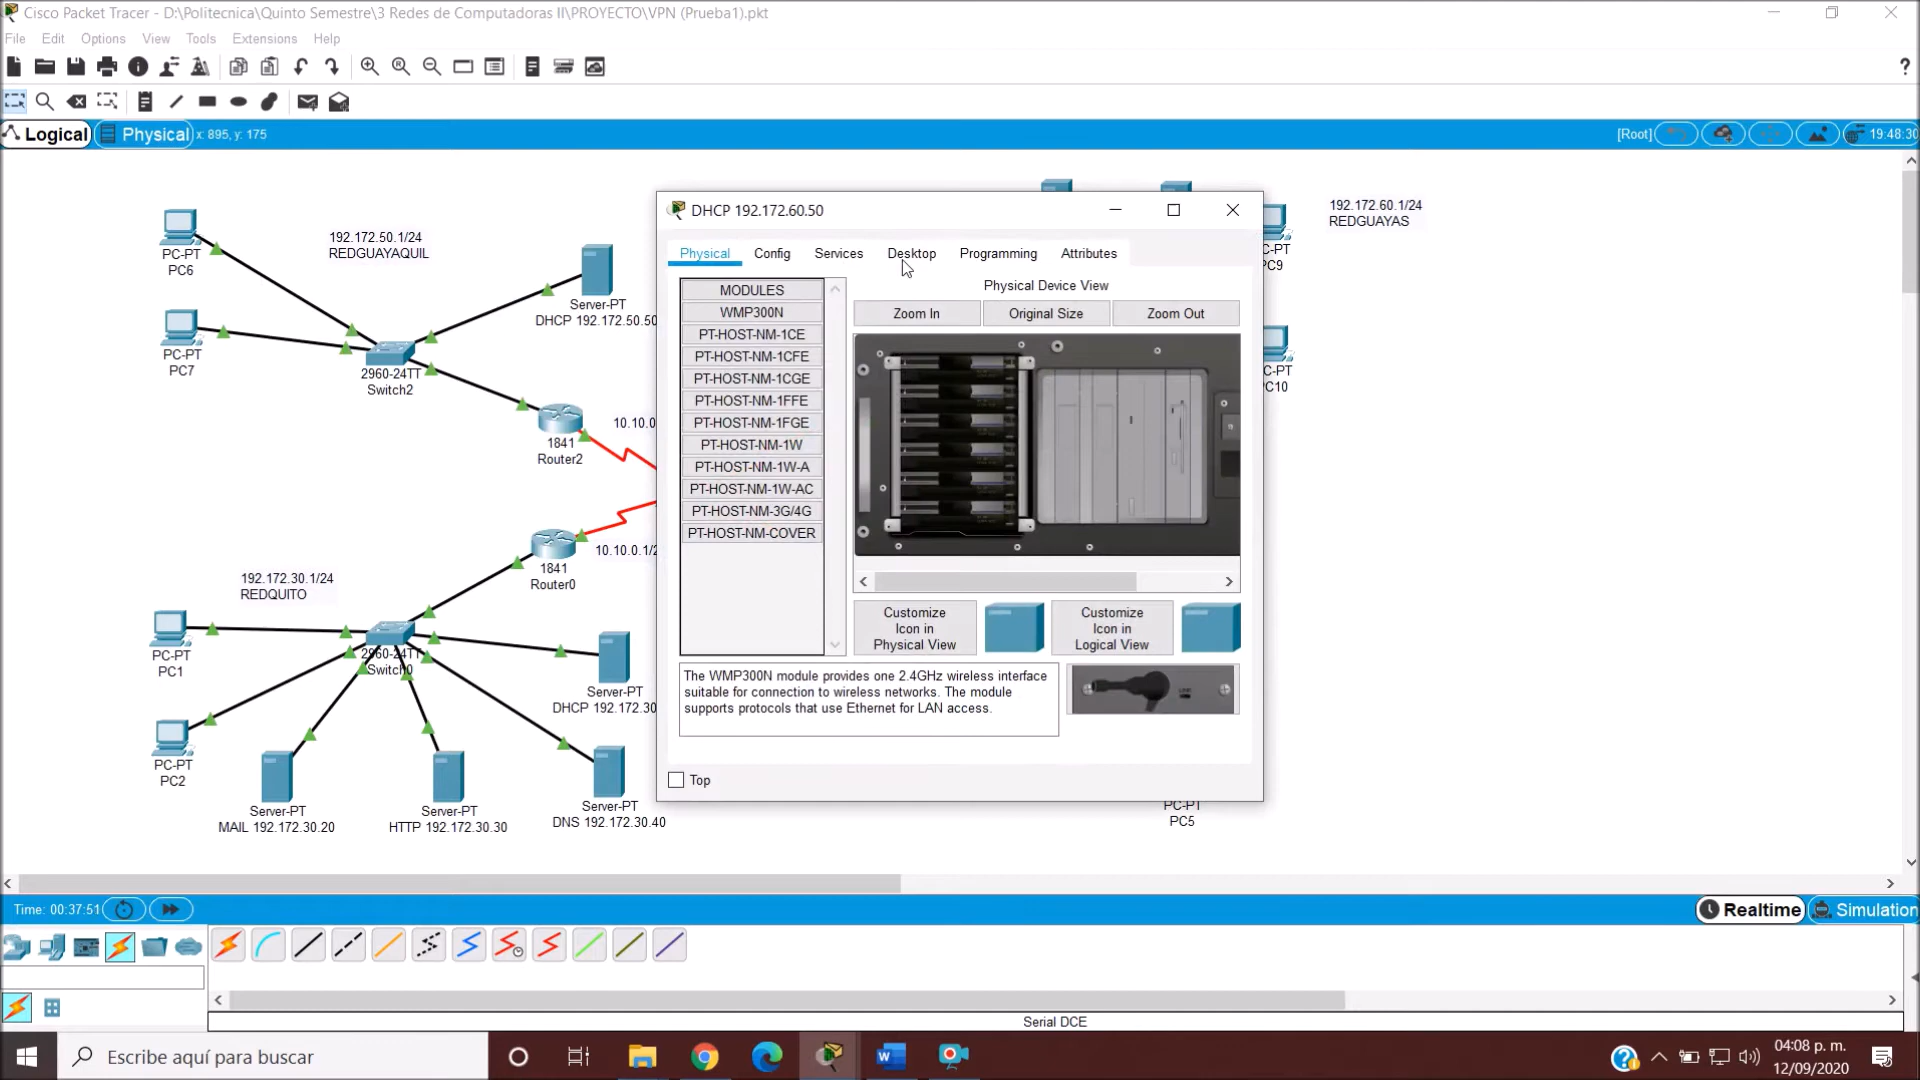 Cisco Packet Tracer - D:\Politecnica\Quinto Semestre\3 Redes de Computadoras II\PROYECTO\VPN (Prueba1).pkt
File Edit Options View Tools Extensions Help
?
Logical Physical x: 895, y: 175
[Root] 19:48:30
192.172.50.1/24
REDGUAYAQUIL
PC-PT
PC6
Server-PT
DHCP 192.172.50.50
PC-PT
PC7
2960-24TT
Switch2
1841
Router2
10.10.0
1841
Router0
10.10.0.1/2
192.172.30.1/24
REDQUITO
PC-PT
PC1
2960-24TT
Switch0
Server-PT
DHCP 192.172.30
PC-PT
PC2
Server-PT
MAIL 192.172.30.20
Server-PT
HTTP 192.172.30.30
Server-PT
DNS 192.172.30.40
192.172.60.1/24
REDGUAYAS
C-PT
PC9
C-PT
C10
PC-PT
PC5
DHCP 192.172.60.50
Physical Config Services Desktop Programming Attributes
MODULES
WMP300N
PT-HOST-NM-1CE
PT-HOST-NM-1CFE
PT-HOST-NM-1CGE
PT-HOST-NM-1FFE
PT-HOST-NM-1FGE
PT-HOST-NM-1W
PT-HOST-NM-1W-A
PT-HOST-NM-1W-AC
PT-HOST-NM-3G/4G
PT-HOST-NM-COVER
Physical Device View
Zoom In Original Size Zoom Out
Customize
Icon in
Physical View
Customize
Icon in
Logical View
The WMP300N module provides one 2.4GHz wireless interface
suitable for connection to wireless networks. The module
supports protocols that use Ethernet for LAN access.
Top
Time: 00:37:51
Realtime Simulation
Serial DCE
Escribe aquí para buscar
04:08 p. m.
12/09/2020